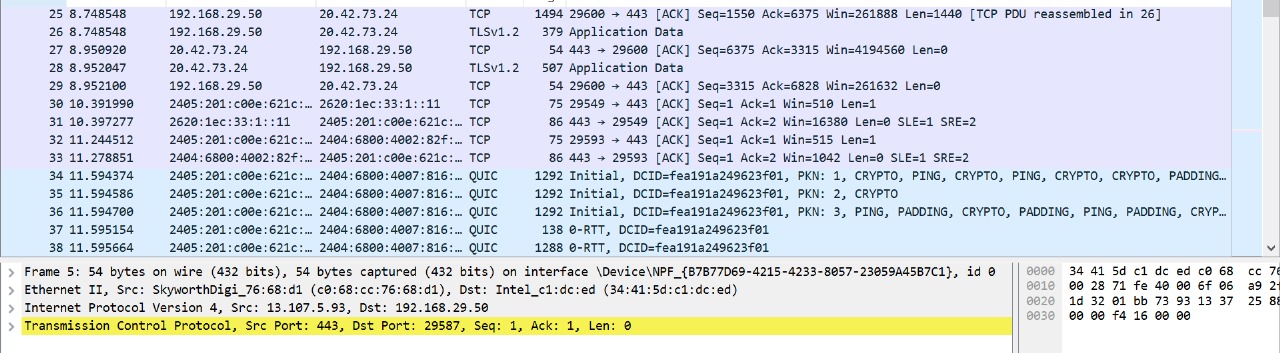 25 8.748548 192.168.29.50 20.42.73.24 TCP 1494 29600 → 443 [ACK] Seq=1550 Ack=6375 Win=261888 Len=1440 [TCP PDU reassembled in 26]
26 8.748548 192.168.29.50 20.42.73.24 TLSv1.2 379 Application Data
27 8.950920 20.42.73.24 192.168.29.50 TCP 54 443 → 29600 [ACK] Seq=6375 Ack=3315 Win=4194560 Len=0
28 8.952047 20.42.73.24 192.168.29.50 TLSv1.2 507 Application Data
29 8.952100 192.168.29.50 20.42.73.24 TCP 54 29600 → 443 [ACK] Seq=3315 Ack=6828 Win=261632 Len=0
30 10.391990 2405:201:c00e:621c:… 2620:1ec:33:1::11 TCP 75 29549 → 443 [ACK] Seq=1 Ack=1 Win=510 Len=1
31 10.397277 2620:1ec:33:1::11 2405:201:c00e:621c:… TCP 86 443 → 29549 [ACK] Seq=1 Ack=2 Win=16380 Len=0 SLE=1 SRE=2
32 11.244512 2405:201:c00e:621c:… 2404:6800:4002:82f:… TCP 75 29593 → 443 [ACK] Seq=1 Ack=1 Win=515 Len=1
33 11.278851 2404:6800:4002:82f:… 2405:201:c00e:621c:… TCP 86 443 → 29593 [ACK] Seq=1 Ack=2 Win=1042 Len=0 SLE=1 SRE=2
34 11.594374 2405:201:c00e:621c:… 2404:6800:4007:816:… QUIC 1292 Initial, DCID=fea191a249623f01, PKN: 1, CRYPTO, PING, CRYPTO, PING, CRYPTO, CRYPTO, PADDING…
35 11.594586 2405:201:c00e:621c:… 2404:6800:4007:816:… QUIC 1292 Initial, DCID=fea191a249623f01, PKN: 2, CRYPTO
36 11.594700 2405:201:c00e:621c:… 2404:6800:4007:816:… QUIC 1292 Initial, DCID=fea191a249623f01, PKN: 3, PING, PADDING, CRYPTO, PADDING, PING, PADDING, CRYP…
37 11.595154 2405:201:c00e:621c:… 2404:6800:4007:816:… QUIC 138 0-RTT, DCID=fea191a249623f01
38 11.595664 2405:201:c00e:621c:… 2404:6800:4007:816:… QUIC 1288 0-RTT, DCID=fea191a249623f01
Frame 5: 54 bytes on wire (432 bits), 54 bytes captured (432 bits) on interface \Device\NPF_{B7B77D69-4215-4233-8057-23059A45B7C1}, id 0
Ethernet II, Src: SkyworthDigi_76:68:d1 (c0:68:cc:76:68:d1), Dst: Intel_c1:dc:ed (34:41:5d:c1:dc:ed)
Internet Protocol Version 4, Src: 13.107.5.93, Dst: 192.168.29.50
Transmission Control Protocol, Src Port: 443, Dst Port: 29587, Seq: 1, Ack: 1, Len: 0
0000 34 41 5d c1 dc ed c0 68 cc 76
0010 00 28 71 fe 40 00 6f 06 a9 2f
0020 1d 32 01 bb 73 93 13 37 25 88
0030 00 00 f4 16 00 00